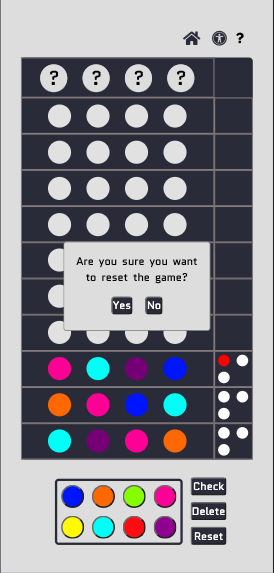 ?
? ? ? ?
Are you sure you want
to reset the game?
Yes No
Check
Delete
Reset